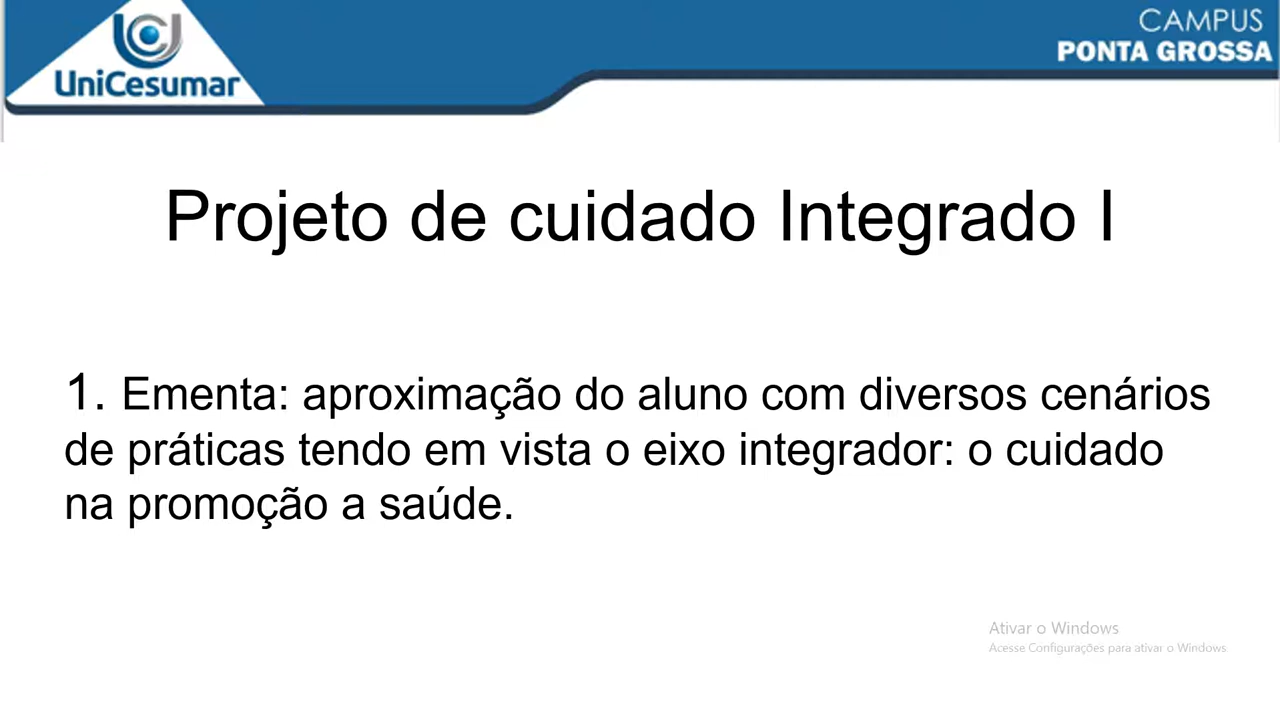 UniCesumar
CAMPUS
PONTA GROSSA
Projeto de cuidado Integrado I
1. Ementa: aproximação do aluno com diversos cenários
de práticas tendo em vista o eixo integrador: o cuidado
na promoção a saúde.
Ativar o Windows
Acesse Configurações para ativar o Windows